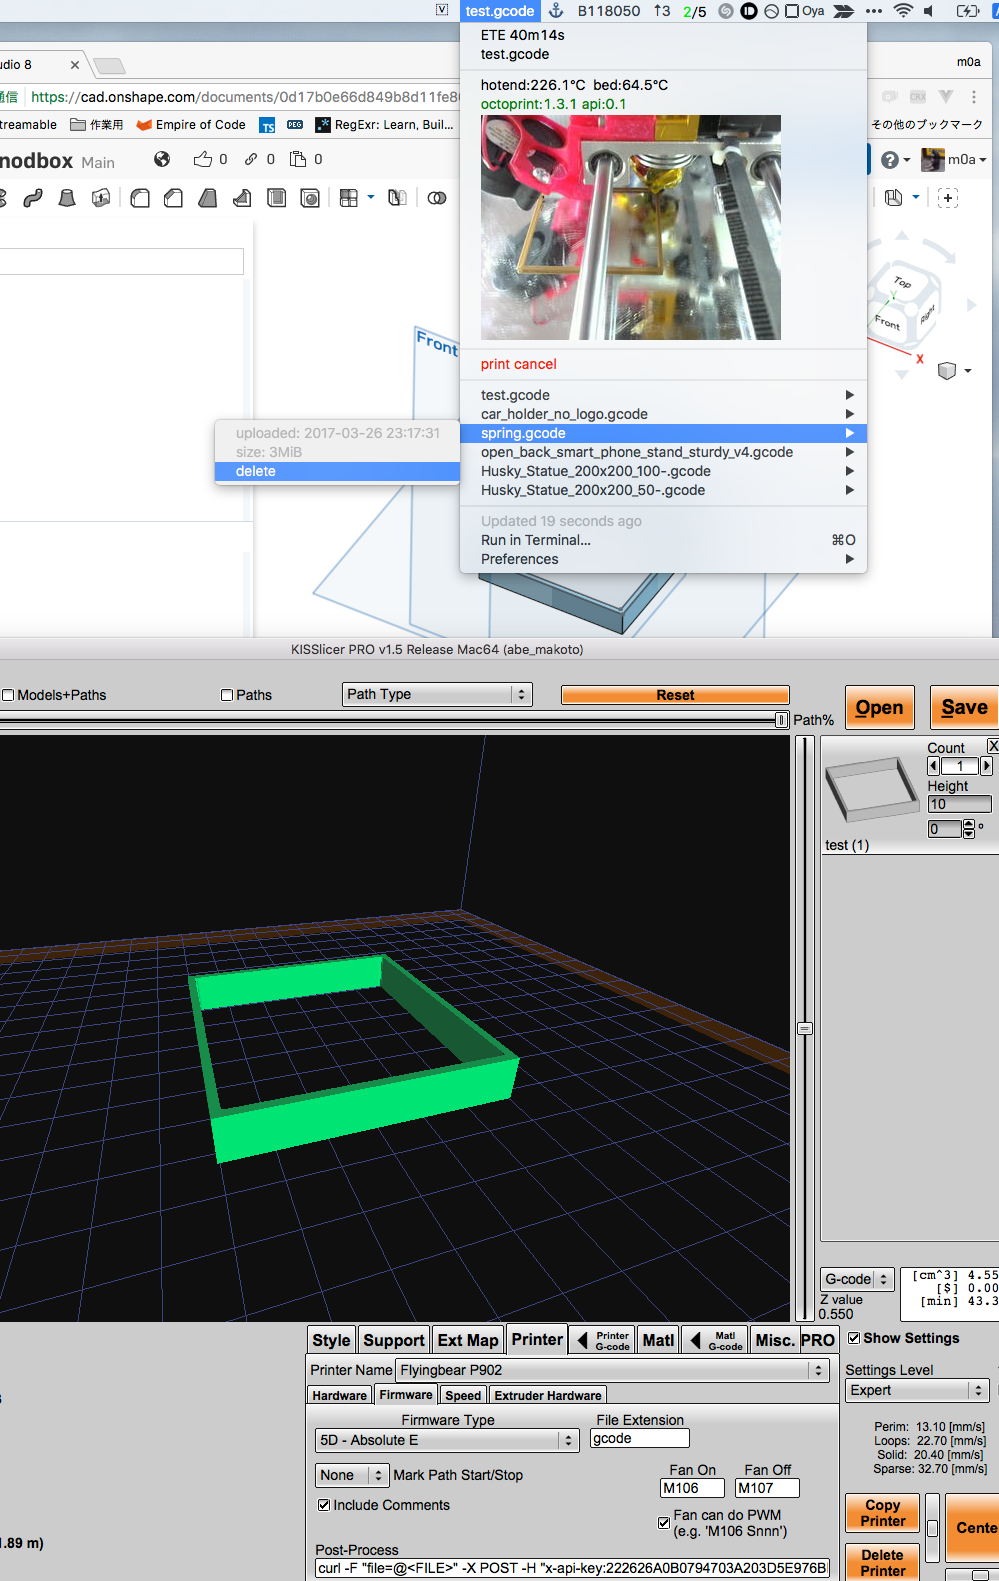 test.gcode
B118050
↑3
2/5
Oya
ETE 40m14s
test.gcode
hotend:226.1°C bed:64.5°C
octoprint:1.3.1 api:0.1
print cancel
test.gcode
car_holder_no_logo.gcode
spring.gcode
open_back_smart_phone_stand_sturdy_v4.gcode
Husky_Statue_200x200_100-.gcode
Husky_Statue_200x200_50-.gcode
Updated 19 seconds ago
Run in Terminal... ⌘O
Preferences
uploaded: 2017-03-26 23:17:31
size: 3MiB
delete
udio 8
m0a
通信 https://cad.onshape.com/documents/0d17b0e66d849b8d11fe8
treamable
作業用
Empire of Code
TS
RegExr: Learn, Buil...
その他のブックマーク
nodbox Main
0
0
0
m0a
Front
Top
Front
Right
Y
X
KISSlicer PRO v1.5 Release Mac64 (abe_makoto)
Models+Paths
Paths
Path Type
Reset
Path%
Open
Save
Count
X
1
Height
10
0 °
test (1)
G-code
Z value
0.550
[cm^3] 4.55
[$] 0.00
[min] 43.3
Style
Support
Ext Map
Printer
Printer G-code
Matl
Matl G-code
Misc.
PRO
Show Settings
Printer Name Flyingbear P902
Hardware
Firmware
Speed
Extruder Hardware
Settings Level
Expert
Firmware Type
5D - Absolute E
File Extension
gcode
Perim: 13.10 [mm/s]
Loops: 22.70 [mm/s]
Solid: 20.40 [mm/s]
Sparse: 32.70 [mm/s]
None Mark Path Start/Stop
Fan On
M106
Fan Off
M107
Include Comments
Fan can do PWM
(e.g. 'M106 Snnn')
Copy
Printer
Cente
.89 m)
Post-Process
curl -F "file=@<FILE>" -X POST -H "x-api-key:222626A0B0794703A203D5E976B
Delete
Printer